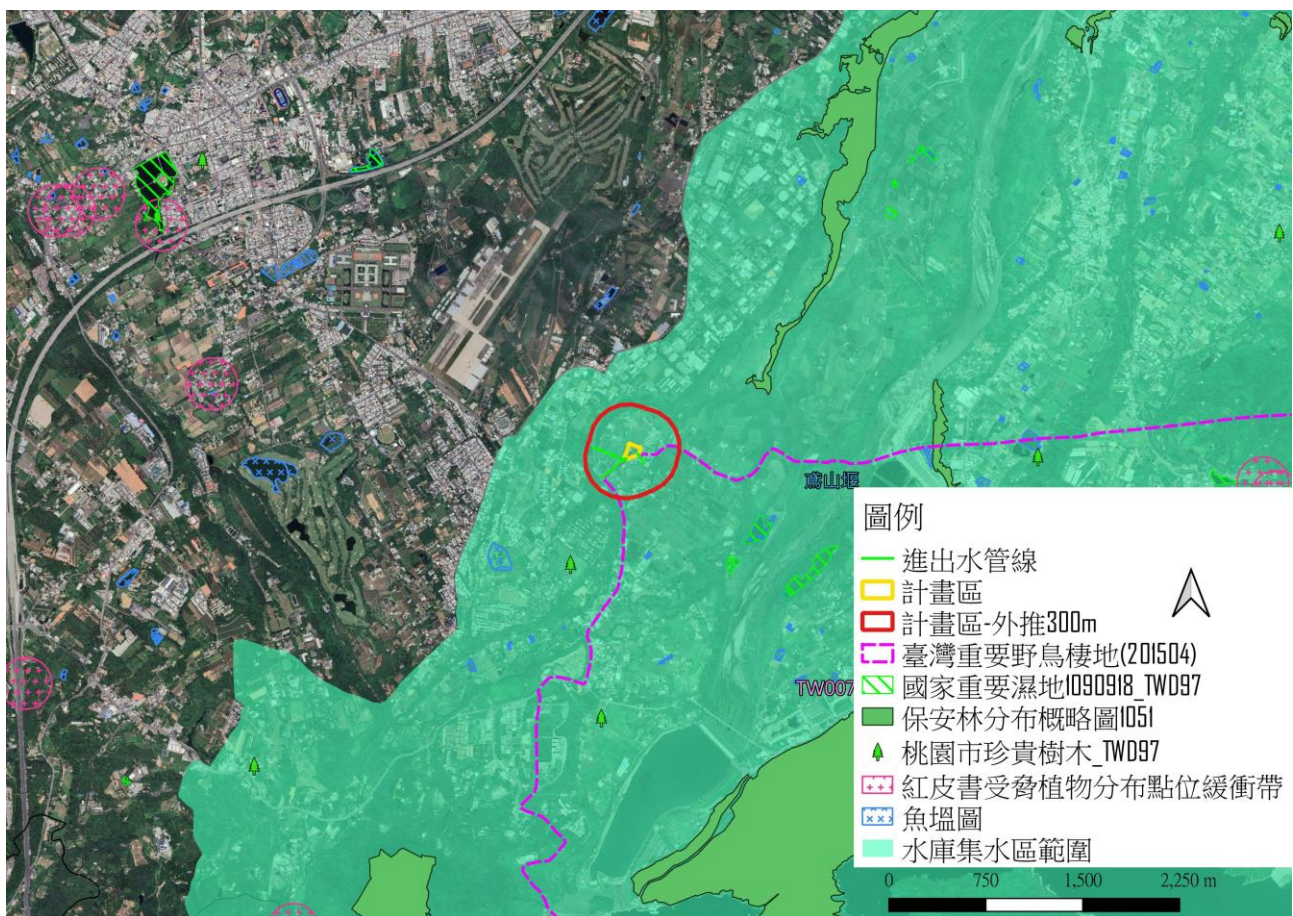 鳶山堰
TW007
圖例
進出水管線
計畫區
計畫區-外推300m
臺灣重要野鳥棲地(201504)
國家重要濕地1090918_TWD97
保安林分布概略圖1051
桃園市珍貴樹木_TWD97
紅皮書受脅植物分布點位緩衝帶
魚塭圖
水庫集水區範圍
0 750 1,500 2,250 m